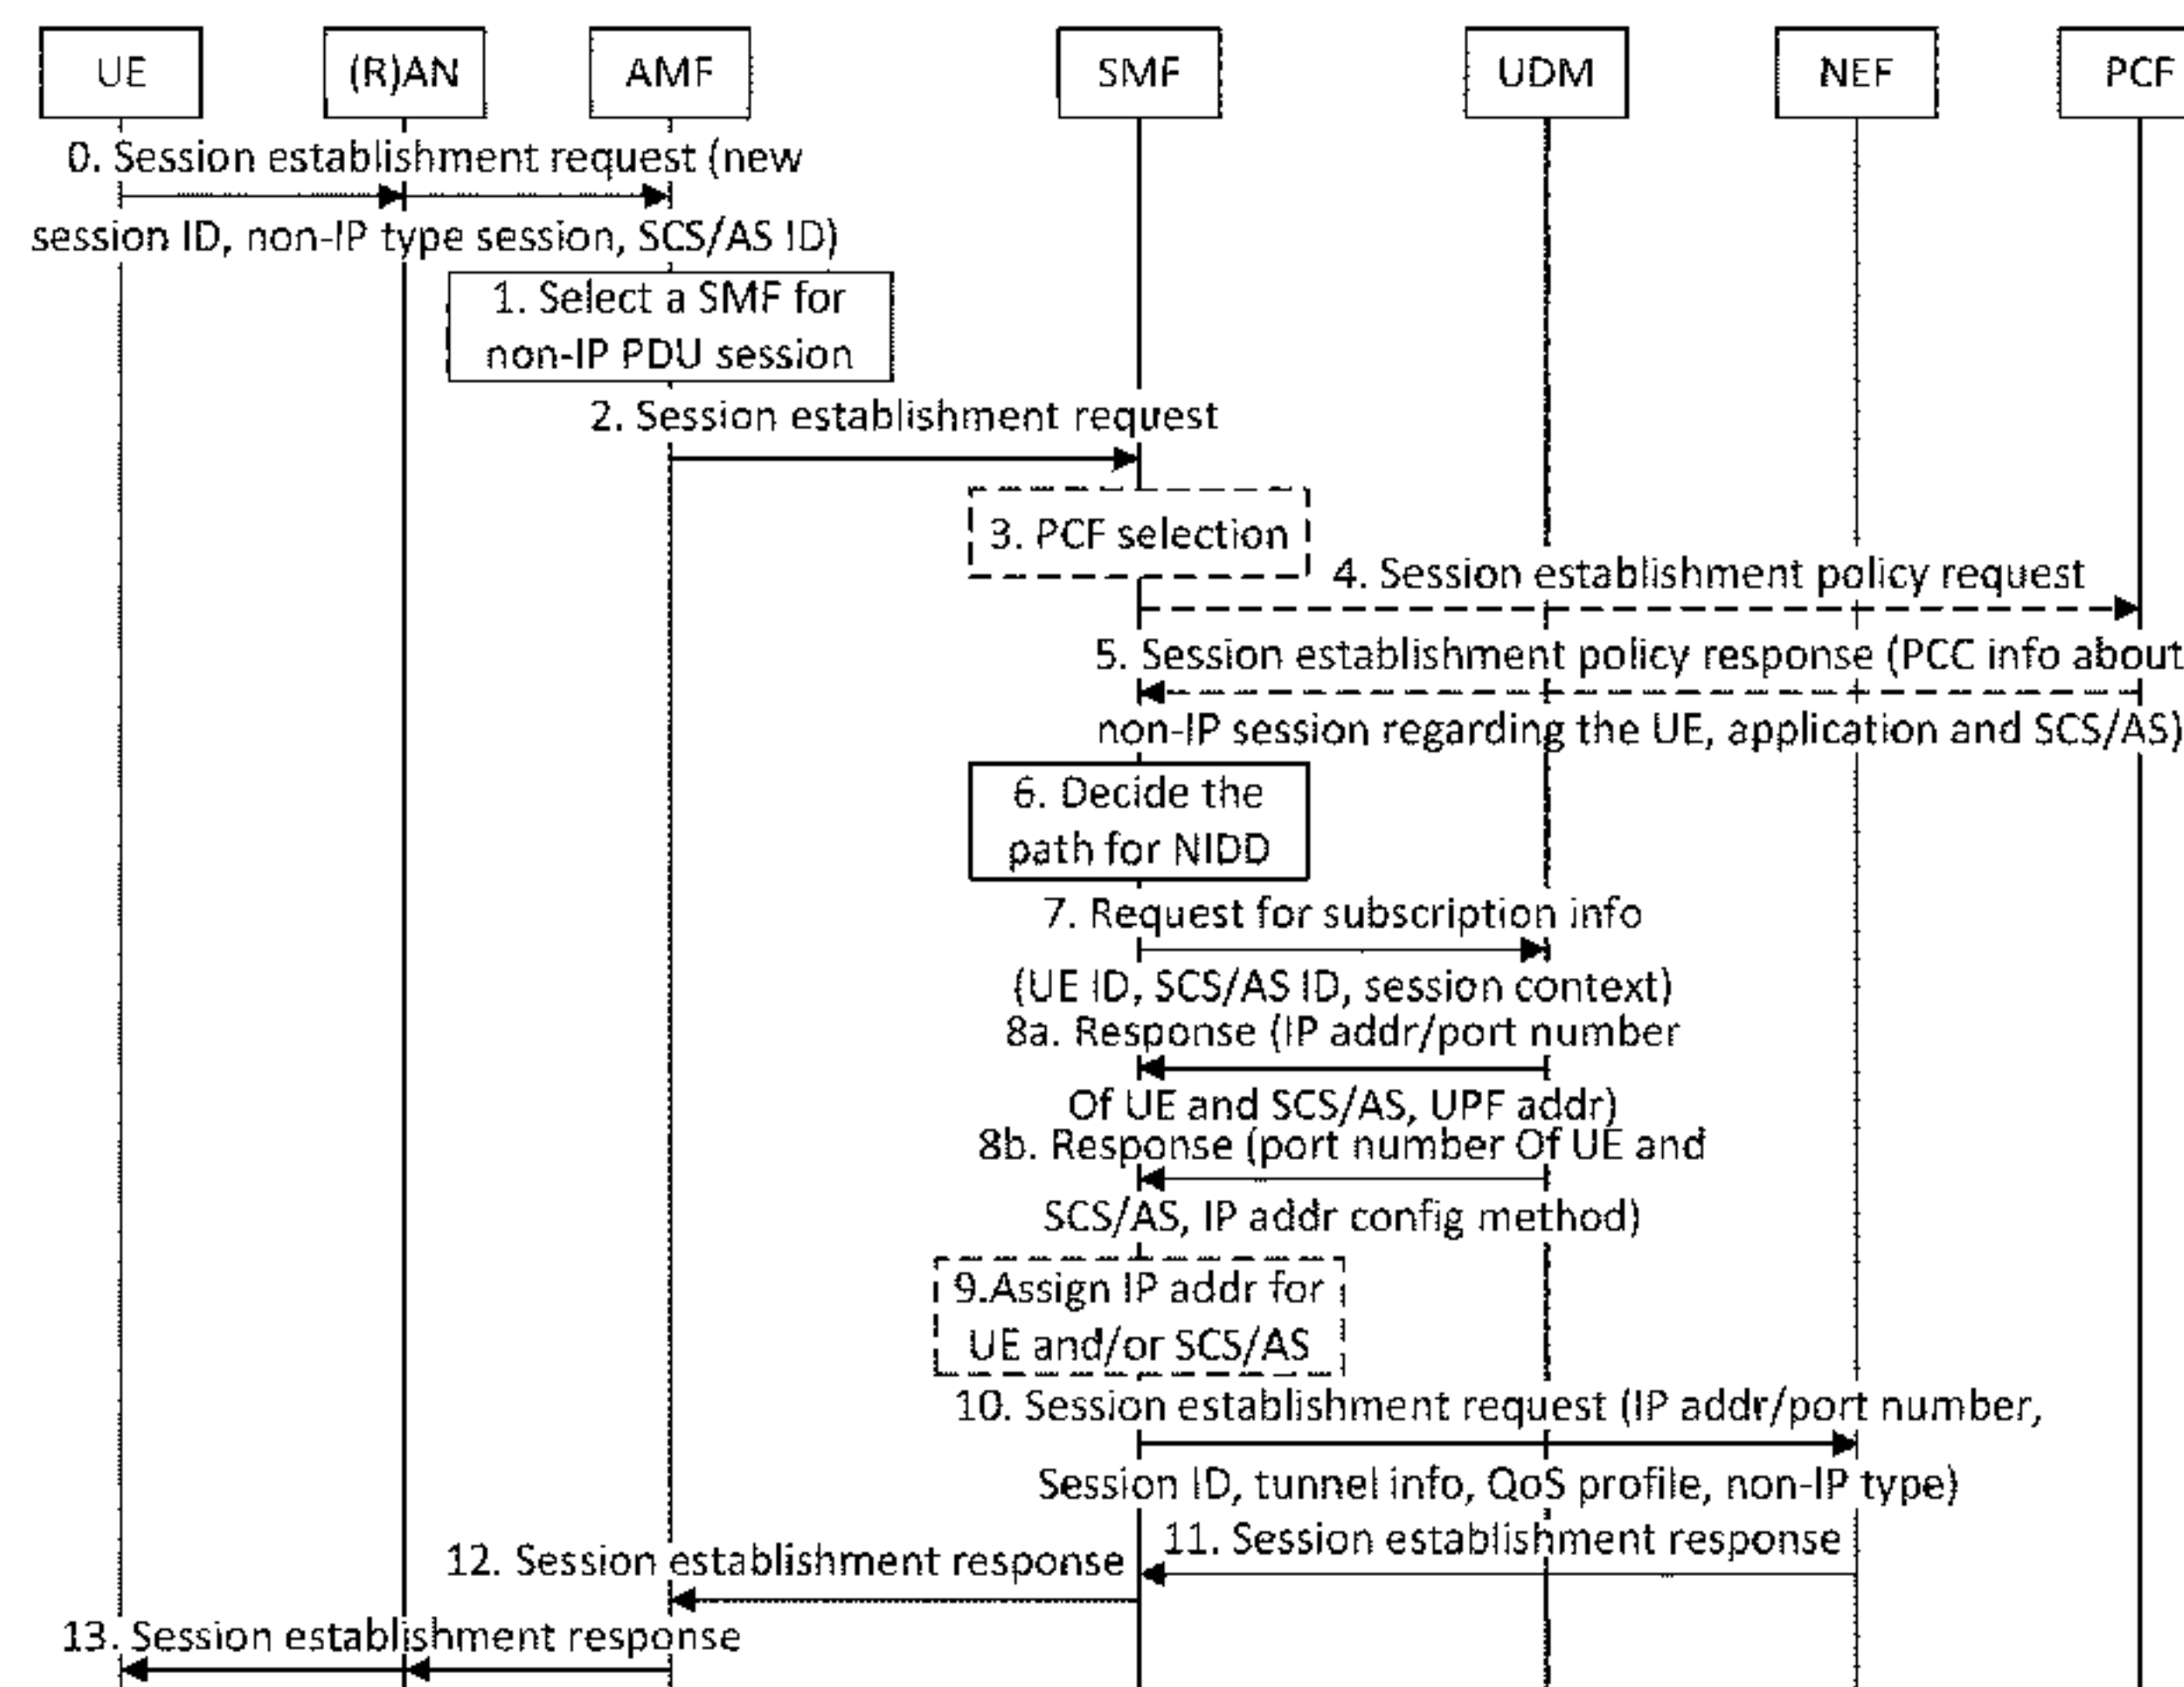 UE
(R)AN
AMF
SMF
UDM
NEF
PCF
0. Session establishment request (new
session ID, non-IP type session, SCS/AS ID)
1. Select a SMF for
non-IP PDU session
2. Session establishment request
3. PCF selection
4. Session establishment policy request
5. Session establishment policy response (PCC info about
non-IP session regarding the UE, application and SCS/AS)
6. Decide the
path for NIDD
7. Request for subscription info
(UE ID, SCS/AS ID, session context)
8a. Response (IP addr/port number
Of UE and SCS/AS, UPF addr)
8b. Response (port number Of UE and
SCS/AS, IP addr config method)
9.Assign IP addr for
UE and/or SCS/AS
10. Session establishment request (IP addr/port number,
Session ID, tunnel info, QoS profile, non-IP type)
11. Session establishment response
12. Session establishment response
13. Session establishment response